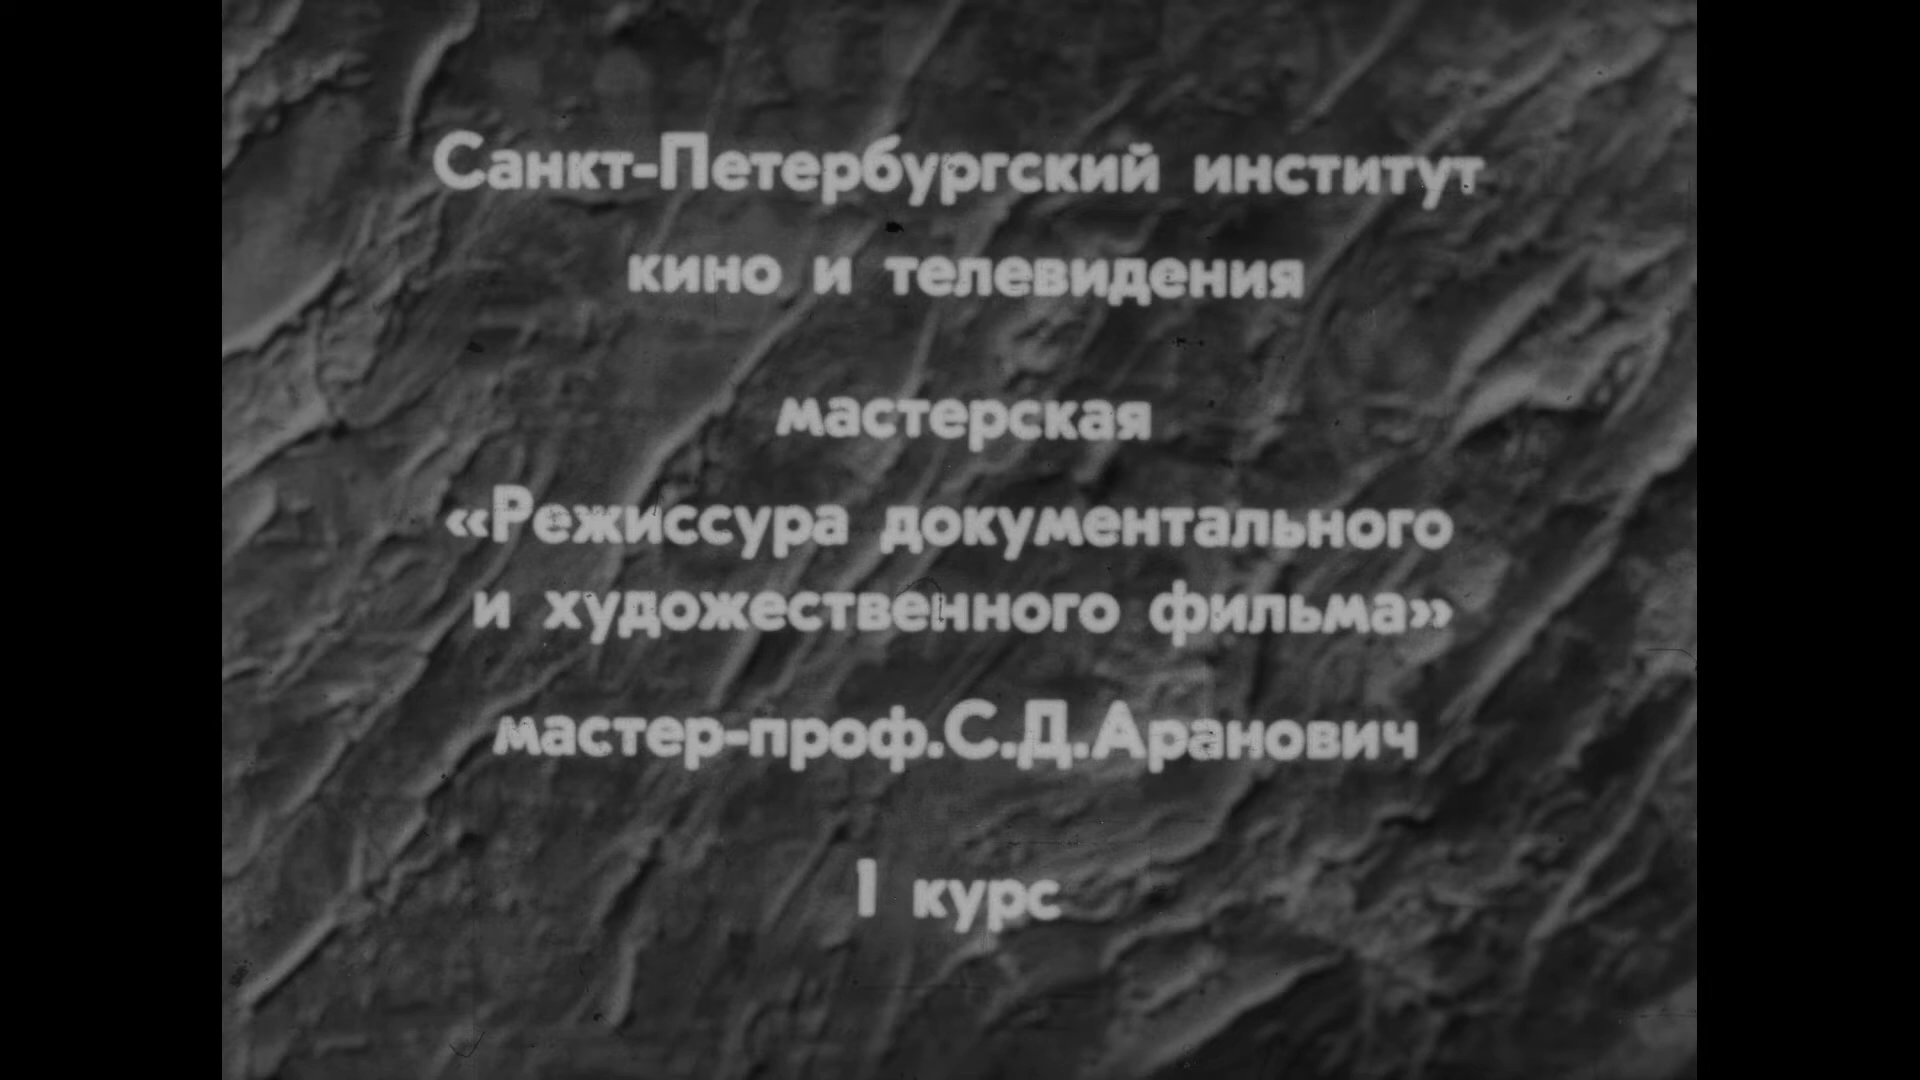 Санкт-Петербургский институт
кино и телевидения
мастерская
«Режиссура документального
и художественного фильма»
мастер-проф.С.Д.Аранович
1 курс